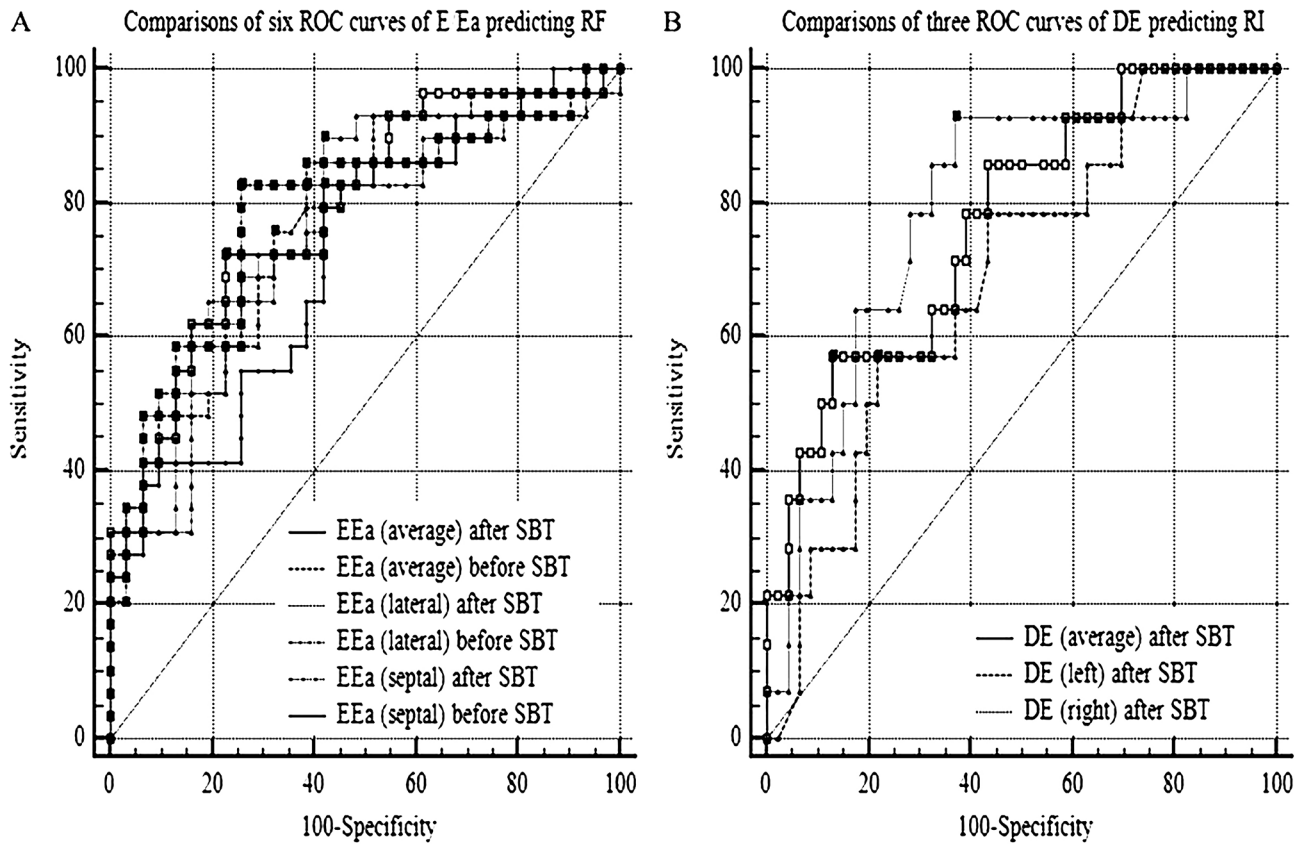 A
Comparisons of six ROC curves of E Ea predicting RF
100
80
60
40
20
0
Sensitivity
EEa (average) after SBT
EEa (average) before SBT
EEa (lateral) after SBT
EEa (lateral) before SBT
EEa (septal) after SBT
EEa (septal) before SBT
0 20 40 60 80 100
100-Specificity
B
Comparisons of three ROC curves of DE predicting RI
100
80
60
40
20
0
Sensitivity
DE (average) after SBT
DE (left) after SBT
DE (right) after SBT
0 20 40 60 80 100
100-Specificity